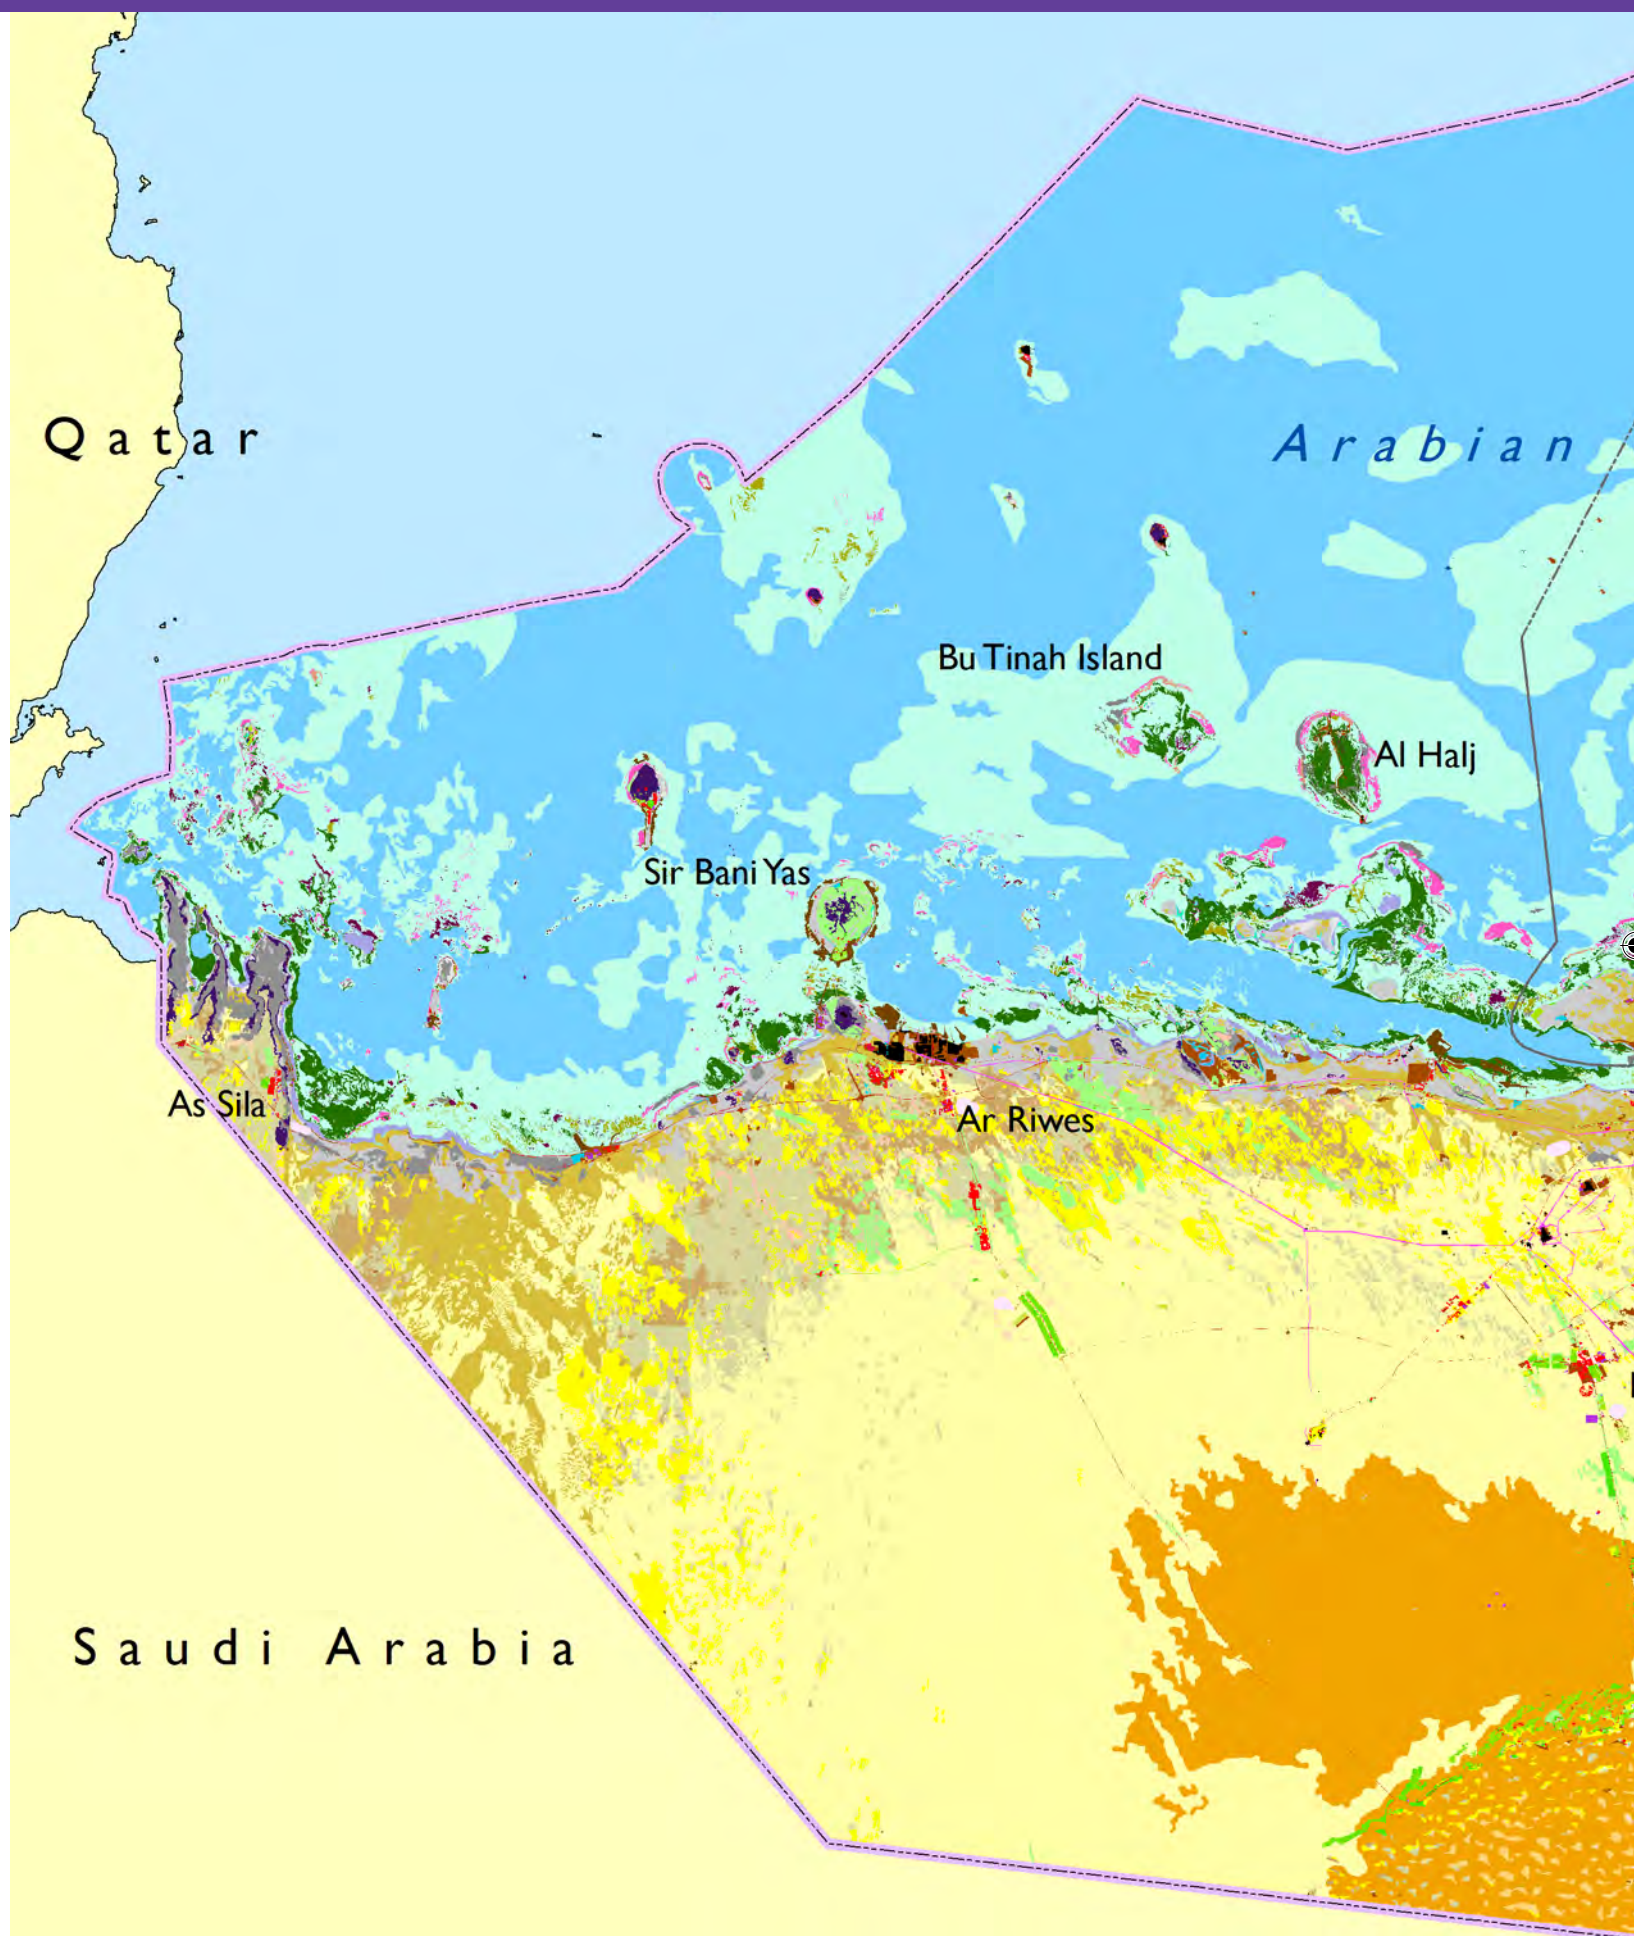 Qatar
Arabian
Bu Tinah Island
Al Halj
Sir Bani Yas
As Sila
Ar Riwes
Saudi Arabia